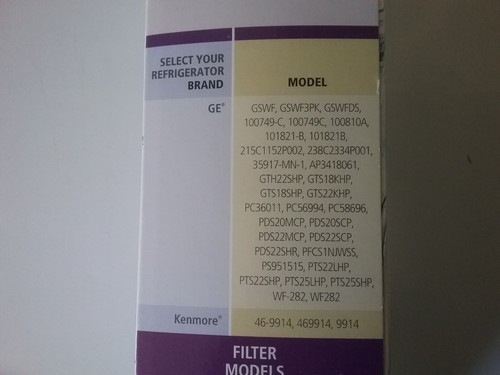 SELECT YOUR
REFRIGERATOR
BRAND
MODEL
GE®
GSWF, GSWF3PK, GSWFDS,
100749-C, 100749C, 100810A,
101821-B, 101821B,
215C1152P002, 238C2334P001,
35917-MN-1, AP3418061,
GTH22SHP, GTS18KHP,
GTS18SHP, GTS22KHP,
PC36011, PC56994, PC58696,
PDS20MCP, PDS20SCP,
PDS22MCP, PDS22SCP,
PDS22SHR, PFCS1NJWSS,
PS951515, PTS22LHP,
PTS22SHP, PTS25LHP, PTS25SHP,
WF-282, WF282
Kenmore®
46-9914, 469914, 9914
FILTER
MODELS